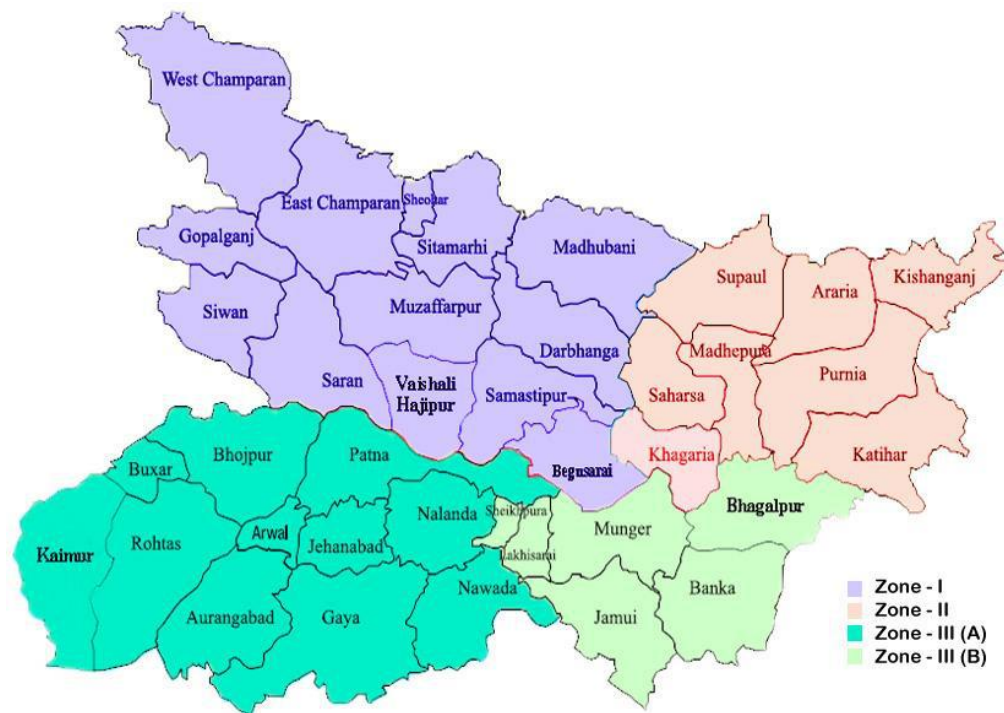 West Champaran
East Champaran
Sheohar
Sitamarhi
Gopalganj
Madhubani
Siwan
Muzaffarpur
Supaul
Araria
Kishanganj
Darbhanga
Madhepura
Saran
Vaishali
Hajipur
Samastipur
Saharsa
Purnia
Khagaria
Katihar
Begusarai
Buxar
Bhojpur
Patna
Nalanda
Sheikhpura
Munger
Bhagalpur
Kaimur
Rohtas
Arwal
Jehanabad
Lakhisarai
Nawada
Banka
Aurangabad
Gaya
Jamui
Zone - I
Zone - II
Zone - III (A)
Zone - III (B)